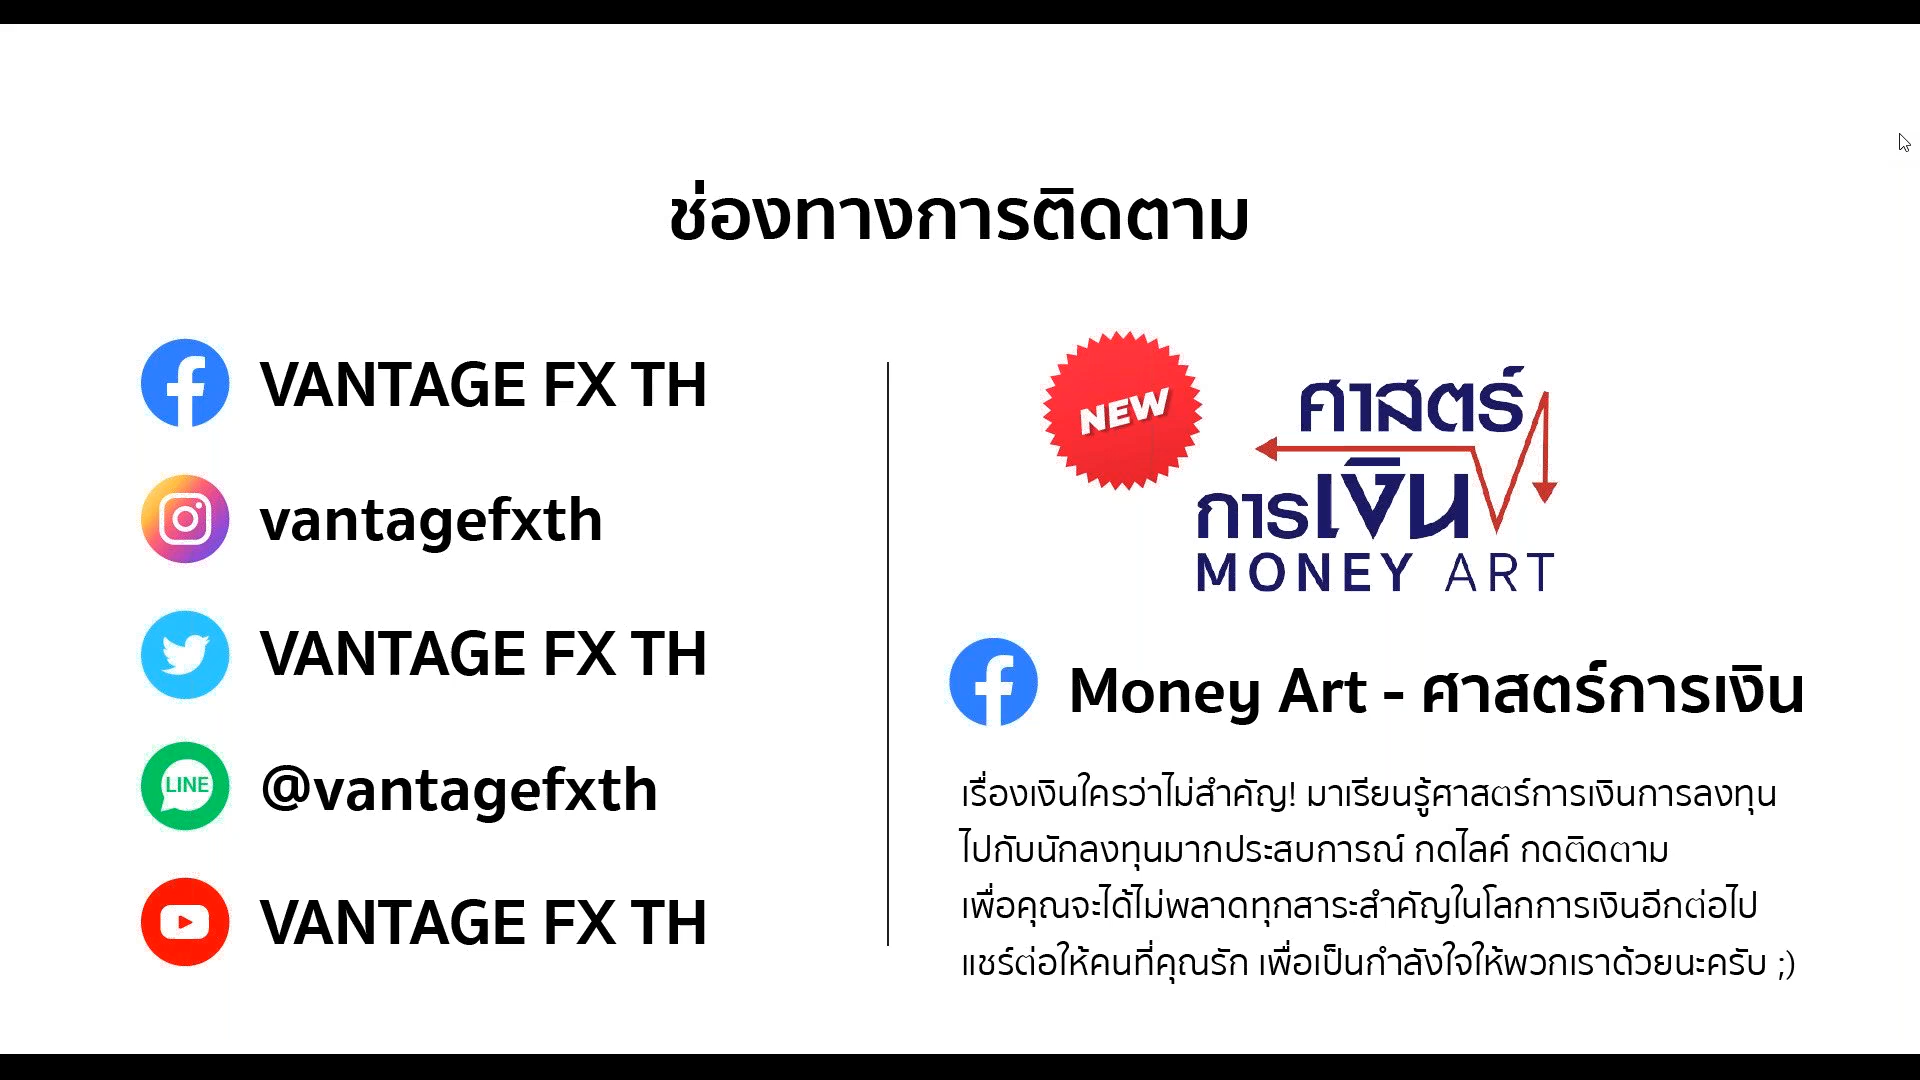 ช่องทางการติดตาม
VANTAGE FX TH
vantagefxth
VANTAGE FX TH
LINE
@vantagefxth
VANTAGE FX TH
NEW
ศาสตร์
การเงิน
MONEY ART
Money Art - ศาสตร์การเงิน
เรื่องเงินใครว่าไม่สำคัญ! มาเรียนรู้ศาสตร์การเงินการลงทุน
ไปกับนักลงทุนมากประสบการณ์ กดไลค์ กดติดตาม
เพื่อคุณจะได้ไม่พลาดทุกสาระสำคัญในโลกการเงินอีกต่อไป
แชร์ต่อให้คนที่คุณรัก เพื่อเป็นกำลังใจให้พวกเราด้วยนะครับ ;)